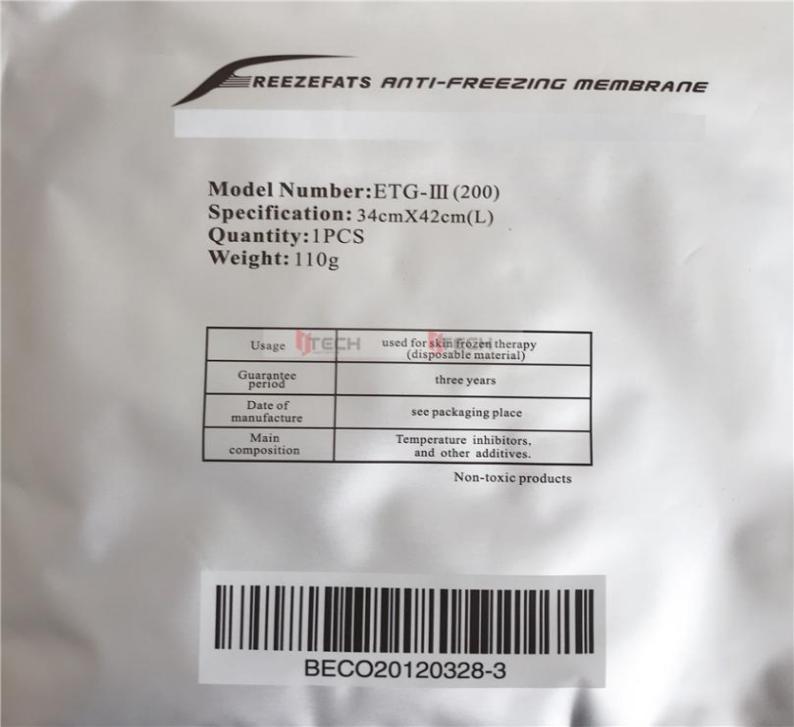 FREEZEFATS ANTI-FREEZING MEMBRANE
Model Number:ETG-Ⅲ(200)
Specification: 34cmX42cm(L)
Quantity:1PCS
Weight: 110g
Usage
used for skin frozen therapy
(disposable material)
Guarantee
period
three years
Date of
manufacture
see packaging place
Main
composition
Temperature inhibitors,
and other additives.
Non-toxic products
TECH
BECO20120328-3